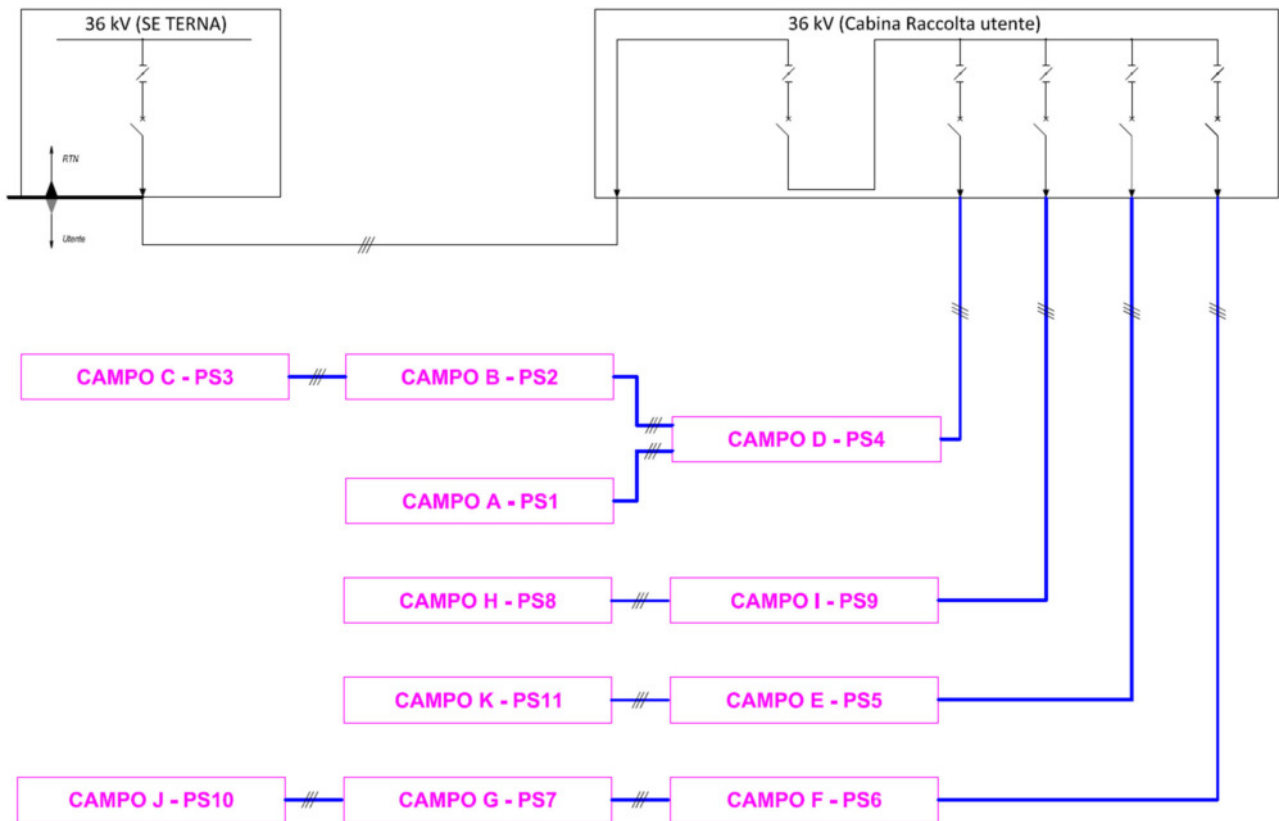 36 kV (SE TERNA)
36 kV (Cabina Raccolta utente)
RTN
Utente
CAMPO C - PS3
CAMPO B - PS2
CAMPO D - PS4
CAMPO A - PS1
CAMPO H - PS8
CAMPO I - PS9
CAMPO K - PS11
CAMPO E - PS5
CAMPO J - PS10
CAMPO G - PS7
CAMPO F - PS6